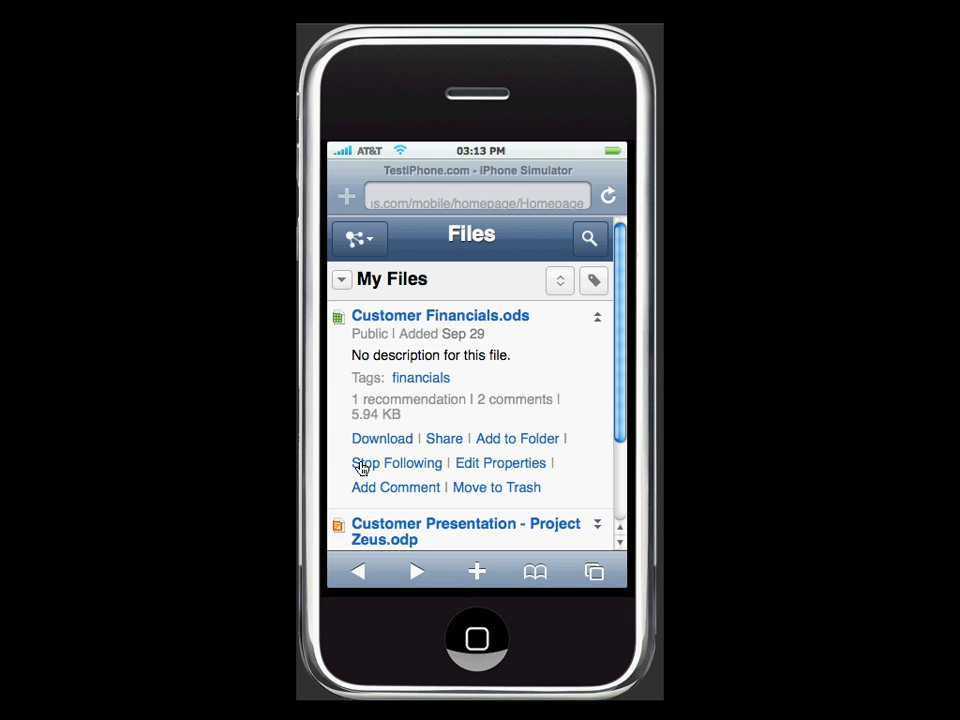 AT&T 03:13 PM
TestiPhone.com - iPhone Simulator
is.com/mobile/homepage/Homepage
Files
My Files
Customer Financials.ods
Public | Added Sep 29
No description for this file.
Tags: financials
1 recommendation | 2 comments |
5.94 KB
Download | Share | Add to Folder |
Stop Following | Edit Properties |
Add Comment | Move to Trash
Customer Presentation - Project
Zeus.odp